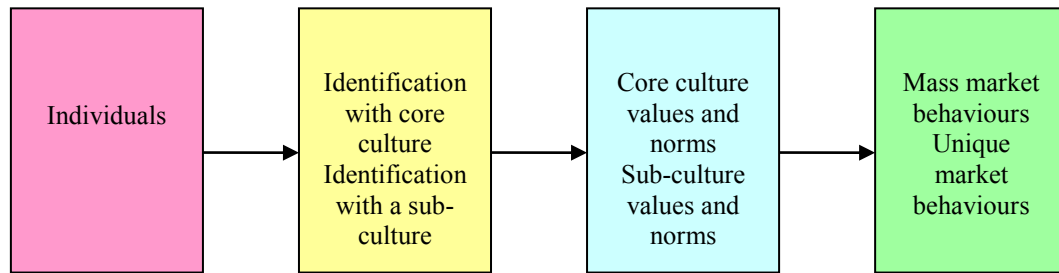 Individuals
Identification
with core
culture
Identification
with a sub-
culture
Core culture
values and
norms
Sub-culture
values and
norms
Mass market
behaviours
Unique
market
behaviours